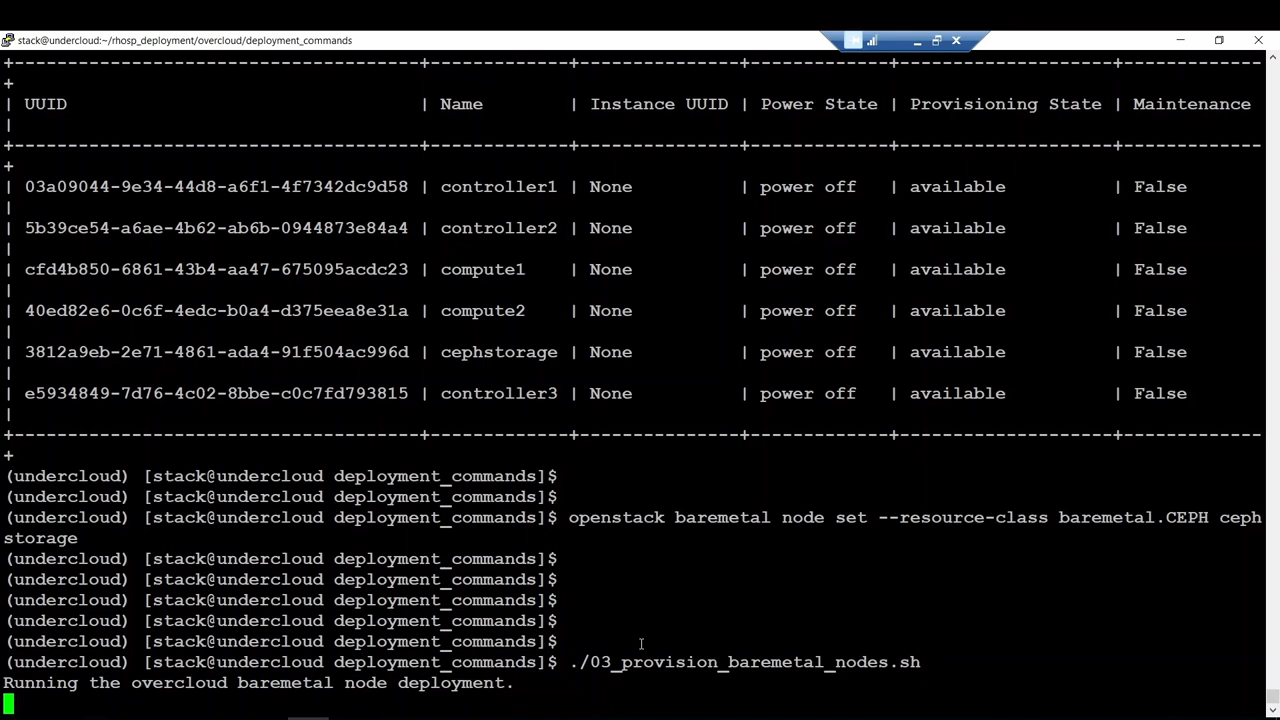 stack@undercloud:~/rhosp_deployment/overcloud/deployment_commands
+--------------------------------------+-------------+---------------+-------------+--------------------+-------------
+
| UUID                                 | Name        | Instance UUID | Power State | Provisioning State | Maintenance
|
+--------------------------------------+-------------+---------------+-------------+--------------------+-------------
+
| 03a09044-9e34-44d8-a6f1-4f7342dc9d58 | controller1 | None          | power off   | available          | False
|
| 5b39ce54-a6ae-4b62-ab6b-0944873e84a4 | controller2 | None          | power off   | available          | False
|
| cfd4b850-6861-43b4-aa47-675095acdc23 | compute1    | None          | power off   | available          | False
|
| 40ed82e6-0c6f-4edc-b0a4-d375eea8e31a | compute2    | None          | power off   | available          | False
|
| 3812a9eb-2e71-4861-ada4-91f504ac996d | cephstorage | None          | power off   | available          | False
|
| e5934849-7d76-4c02-8bbe-c0c7fd793815 | controller3 | None          | power off   | available          | False
|
+--------------------------------------+-------------+---------------+-------------+--------------------+-------------
+
(undercloud) [stack@undercloud deployment_commands]$
(undercloud) [stack@undercloud deployment_commands]$
(undercloud) [stack@undercloud deployment_commands]$ openstack baremetal node set --resource-class baremetal.CEPH ceph
storage
(undercloud) [stack@undercloud deployment_commands]$
(undercloud) [stack@undercloud deployment_commands]$
(undercloud) [stack@undercloud deployment_commands]$
(undercloud) [stack@undercloud deployment_commands]$
(undercloud) [stack@undercloud deployment_commands]$
(undercloud) [stack@undercloud deployment_commands]$ ./03_provision_baremetal_nodes.sh
Running the overcloud baremetal node deployment.